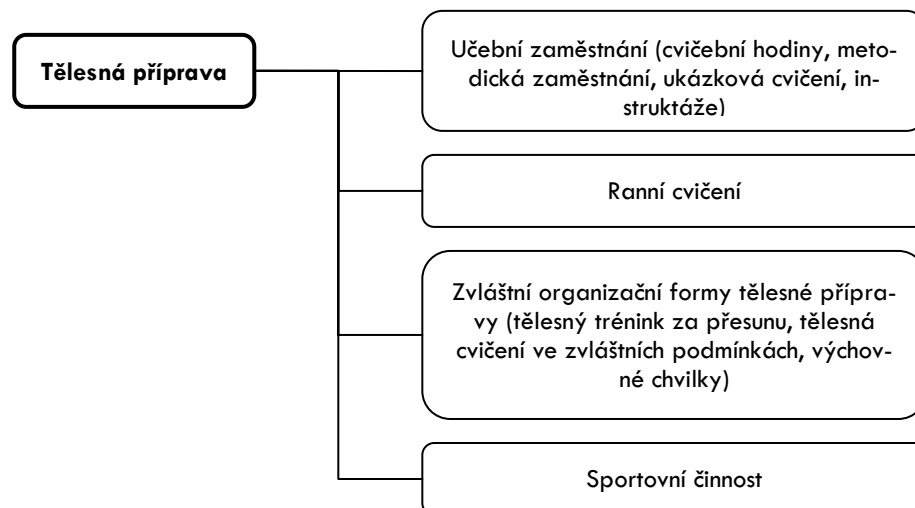 Tělesná příprava
Učební zaměstnání (cvičební hodiny, meto-
dická zaměstnání, ukázková cvičení, in-
struktáže)
Ranní cvičení
Zvláštní organizační formy tělesné přípra-
vy (tělesný trénink za přesunu, tělesná
cvičení ve zvláštních podmínkách, výchov-
né chvilky)
Sportovní činnost